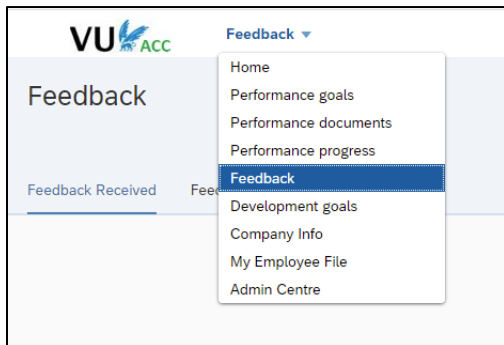 VU ACC
Feedback
Home
Feedback
Performance goals
Performance documents
Performance progress
Feedback
Feedback Received
Development goals
Company Info
My Employee File
Admin Centre